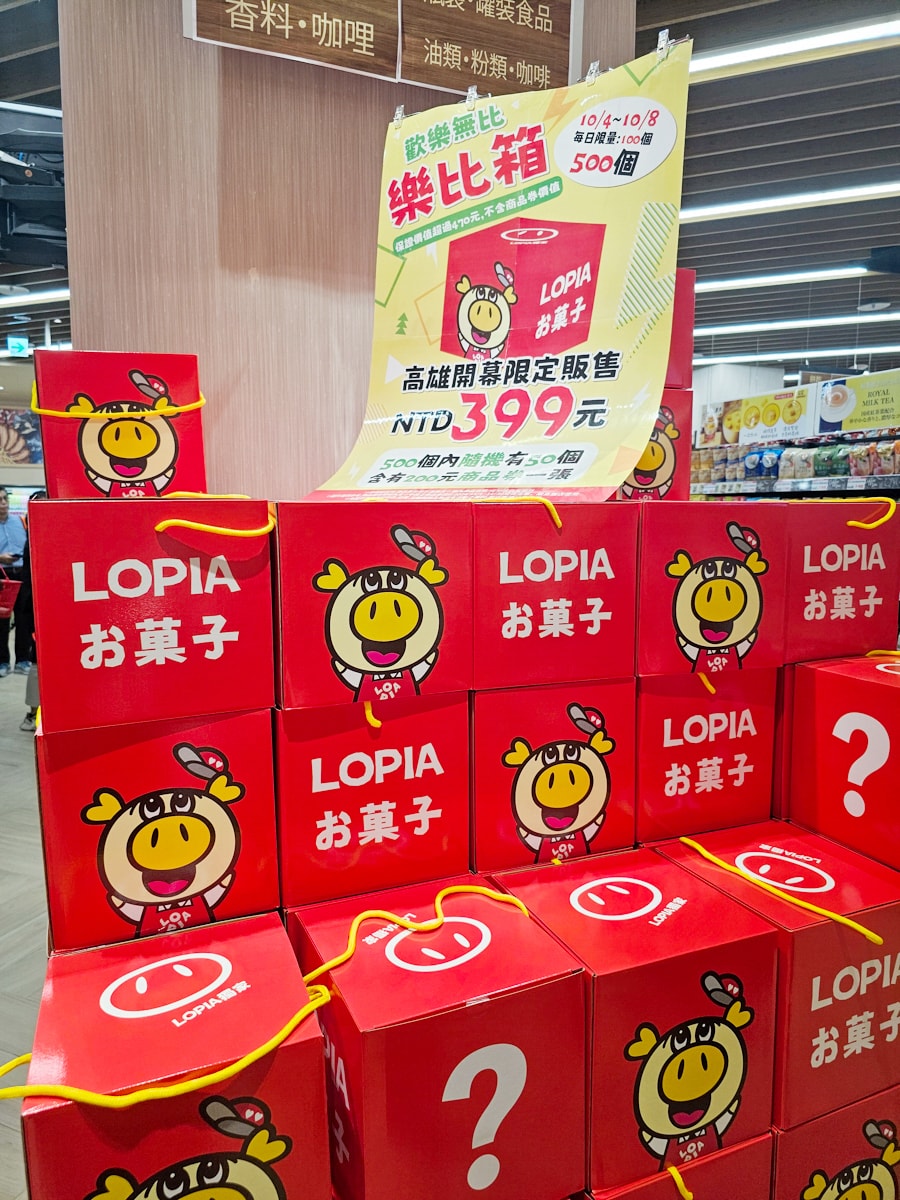 香料・咖哩
罐裝食品
油類・粉類・咖啡
歡樂無比
樂比箱
10/4~10/8
每日限量:100個
500個
保證價值超過470元,不含商品券價值
LOPIA
LOPIA
お菓子
高雄開幕限定販售
NTD399元
500個內隨機有50個
含有200元商品券一張
ROYAL
MILK TEA
LOPIA
お菓子
LOPIA
お菓子
LOPIA
お菓子
LOPIA
お菓子
LOPIA
お菓子
?
LOPIA
LOPIA
LOPIA
LOPIA
お菓子
?